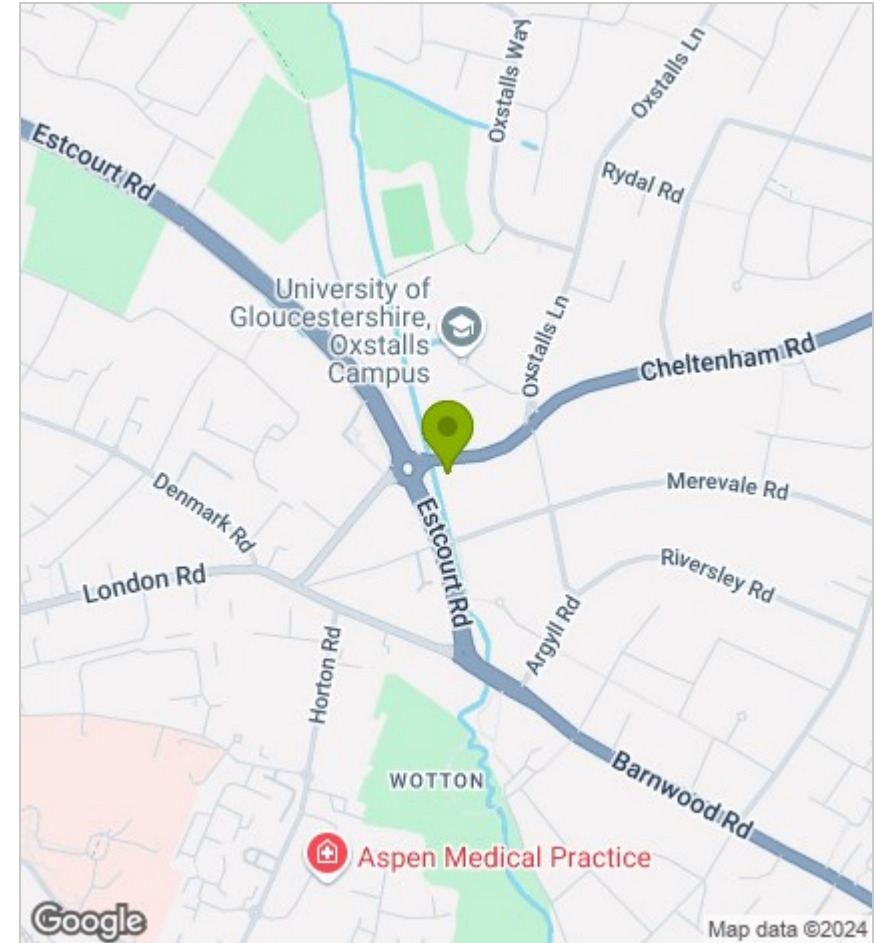 Oxstalls Way
Oxstalls Ln
Estcourt Rd
Rydal Rd
University of
Gloucestershire,
Oxstalls
Campus
Oxstalls Ln
Cheltenham Rd
Merevale Rd
Denmark Rd
Estcourt Rd
Riversley Rd
London Rd
Argyll Rd
Horton Rd
WOTTON
Barnwood Rd
Aspen Medical Practice
Google
Map data ©2024